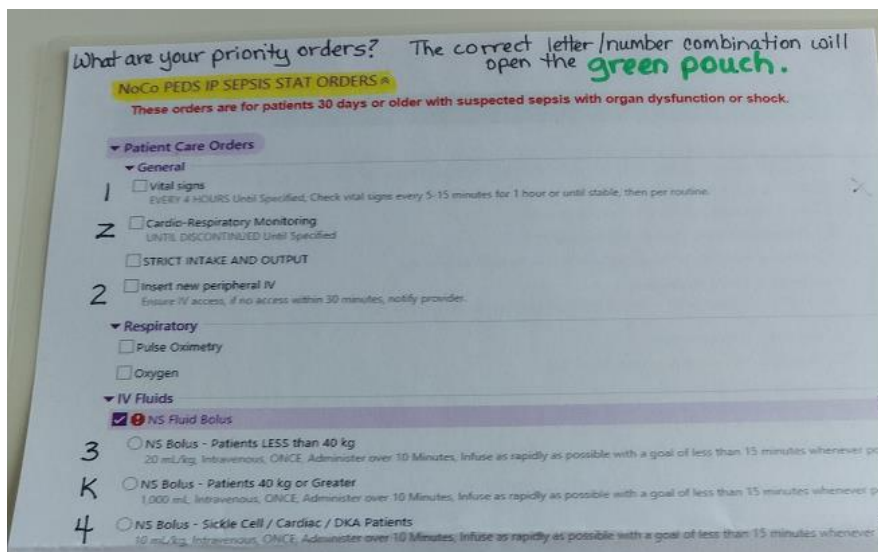 What are your priority orders? The correct letter/number combination will
open the green pouch.
NoCo PEDS IP SEPSIS STAT ORDERS
These orders are for patients 30 days or older with suspected sepsis with organ dysfunction or shock.
Patient Care Orders
General
1 Vital signs
EVERY 4 HOURS Until Specified, Check vital signs every 5-15 minutes for 1 hour or until stable, then per routine.
Z Cardio-Respiratory Monitoring
UNTIL DISCONTINUED Until Specified
STRICT INTAKE AND OUTPUT
2 Insert new peripheral IV
Ensure IV access, if no access within 30 minutes, notify provider.
Respiratory
Pulse Oximetry
Oxygen
IV Fluids
NS Fluid Bolus
3 NS Bolus - Patients LESS than 40 kg
20 mL/kg, Intravenous, ONCE, Administer over 10 Minutes, Infuse as rapidly as possible with a goal of less than 15 minutes whenever
K NS Bolus - Patients 40 kg or Greater
1,000 mL, Intravenous, ONCE, Administer over 10 Minutes, Infuse as rapidly as possible with a goal of less than 15 minutes whenever
4 NS Bolus - Sickle Cell / Cardiac / DKA Patients
10 mL/kg, Intravenous, ONCE, Administer over 10 Minutes, Infuse as rapidly as possible with a goal of less than 15 minutes whenever